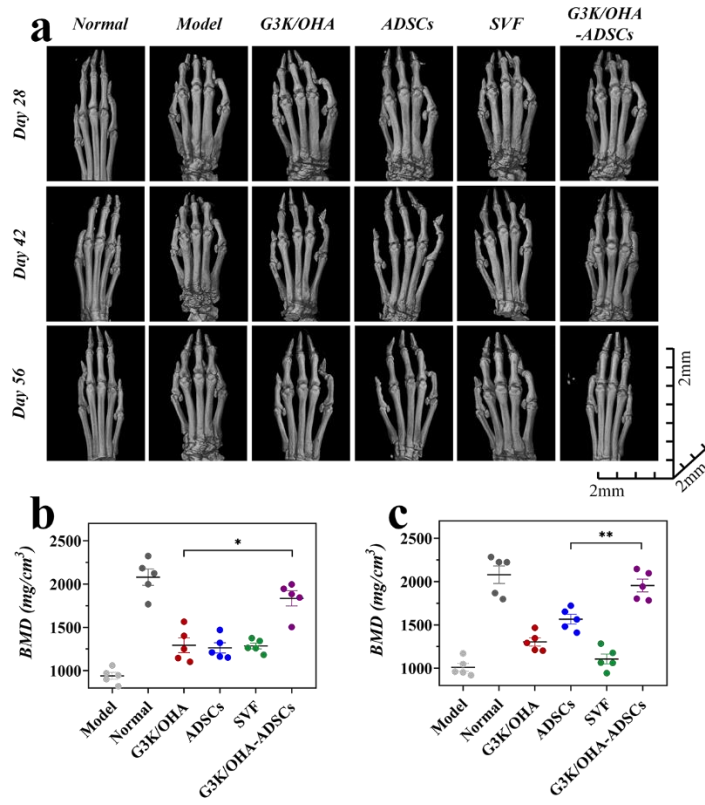 a
Normal Model G3K/OHA ADSCs SVF G3K/OHA
-ADSCs
Day 28
Day 42
Day 56
2mm
2mm
2mm
b
BMD (mg/cm³)
2500
2000
1500
1000
*
Model Normal G3K/OHA ADSCs SVF G3K/OHA-ADSCs
c
BMD (mg/cm³)
2500
2000
1500
1000
**
Model Normal G3K/OHA ADSCs SVF G3K/OHA-ADSCs